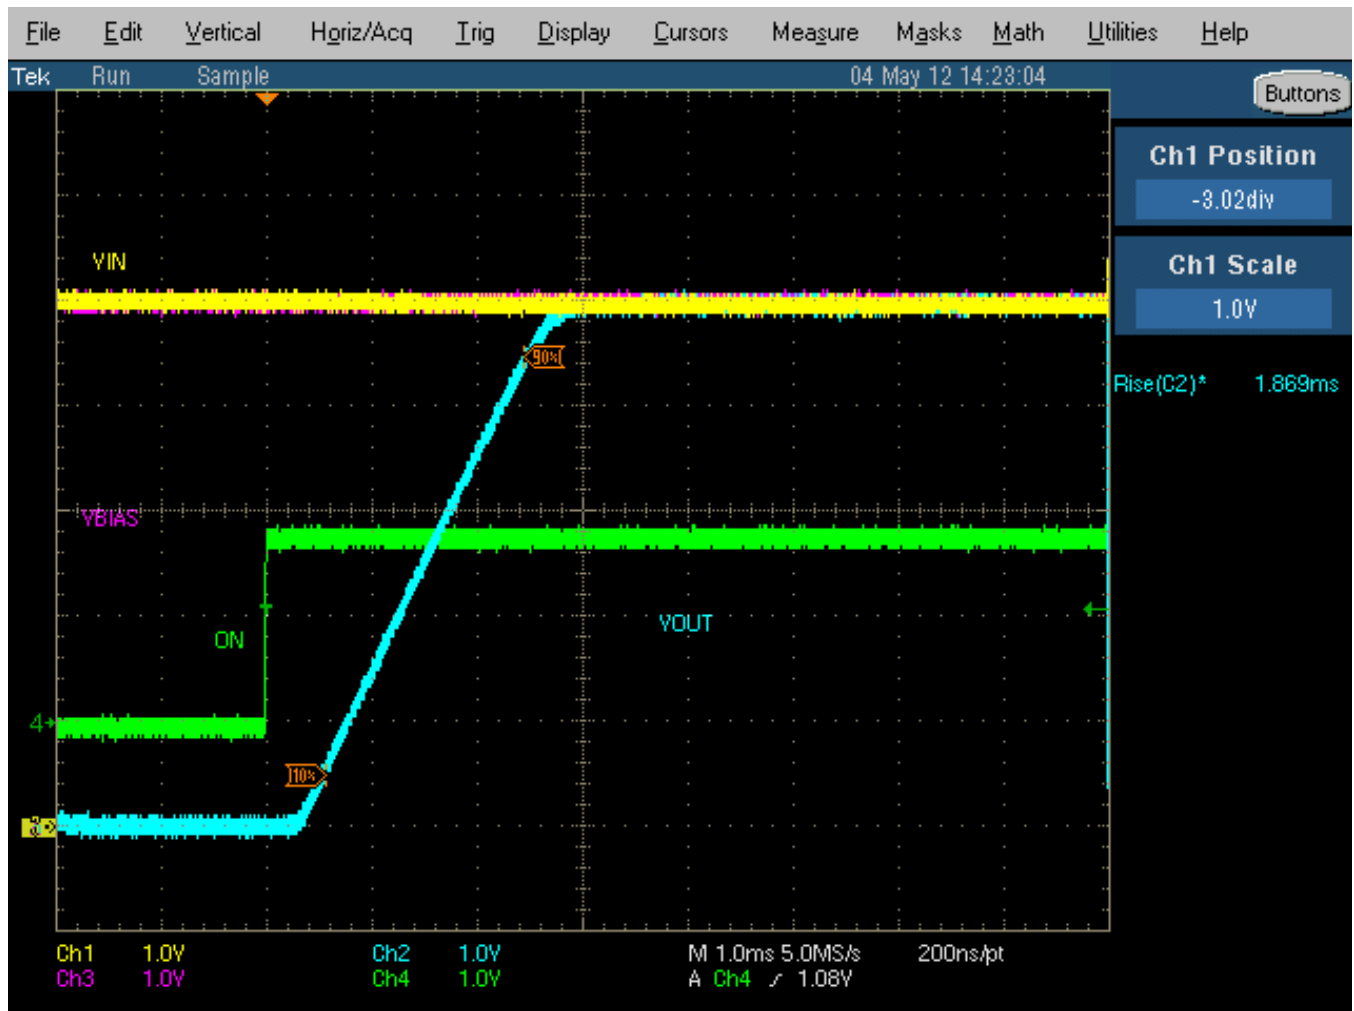 File Edit Vertical Horiz/Acq Trig Display Cursors Measure Masks Math Utilities Help
Tek Run Sample 04 May 12 14:23:04
Buttons
Ch1 Position
-3.02div
Ch1 Scale
1.0V
Rise(C2)* 1.869ms
VIN
90%
VBIAS
ON
VOUT
4
10%
Ch1 1.0V Ch2 1.0V M 1.0ms 5.0MS/s 200ns/pt
Ch3 1.0V Ch4 1.0V A Ch4 1.08V